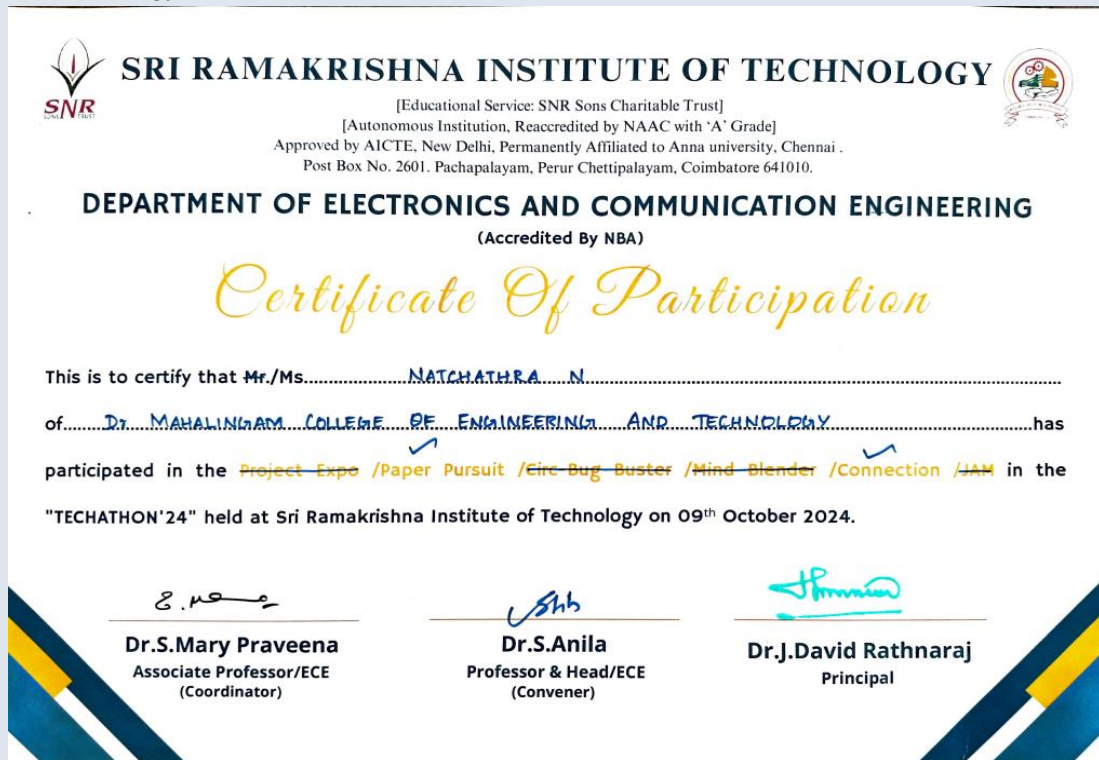 SRI RAMAKRISHNA INSTITUTE OF TECHNOLOGY
SNR
SONS TRUST
[Educational Service: SNR Sons Charitable Trust]
[Autonomous Institution, Reaccredited by NAAC with ‘A’ Grade]
Approved by AICTE, New Delhi, Permanently Affiliated to Anna university, Chennai .
Post Box No. 2601. Pachapalayam, Perur Chettipalayam, Coimbatore 641010.
DEPARTMENT OF ELECTRONICS AND COMMUNICATION ENGINEERING
(Accredited By NBA)
Certificate Of Participation
This is to certify that Mr./Ms. NATCHATHRA N
of Dr MAHALINGAM COLLEGE OF ENGINEERING AND TECHNOLOGY has
participated in the Project Expo /Paper Pursuit /Circ Bug Buster /Mind Blender /Connection /JAM in the
"TECHATHON'24" held at Sri Ramakrishna Institute of Technology on 09th October 2024.
Dr.S.Mary Praveena
Associate Professor/ECE
(Coordinator)
Dr.S.Anila
Professor & Head/ECE
(Convener)
Dr.J.David Rathnaraj
Principal